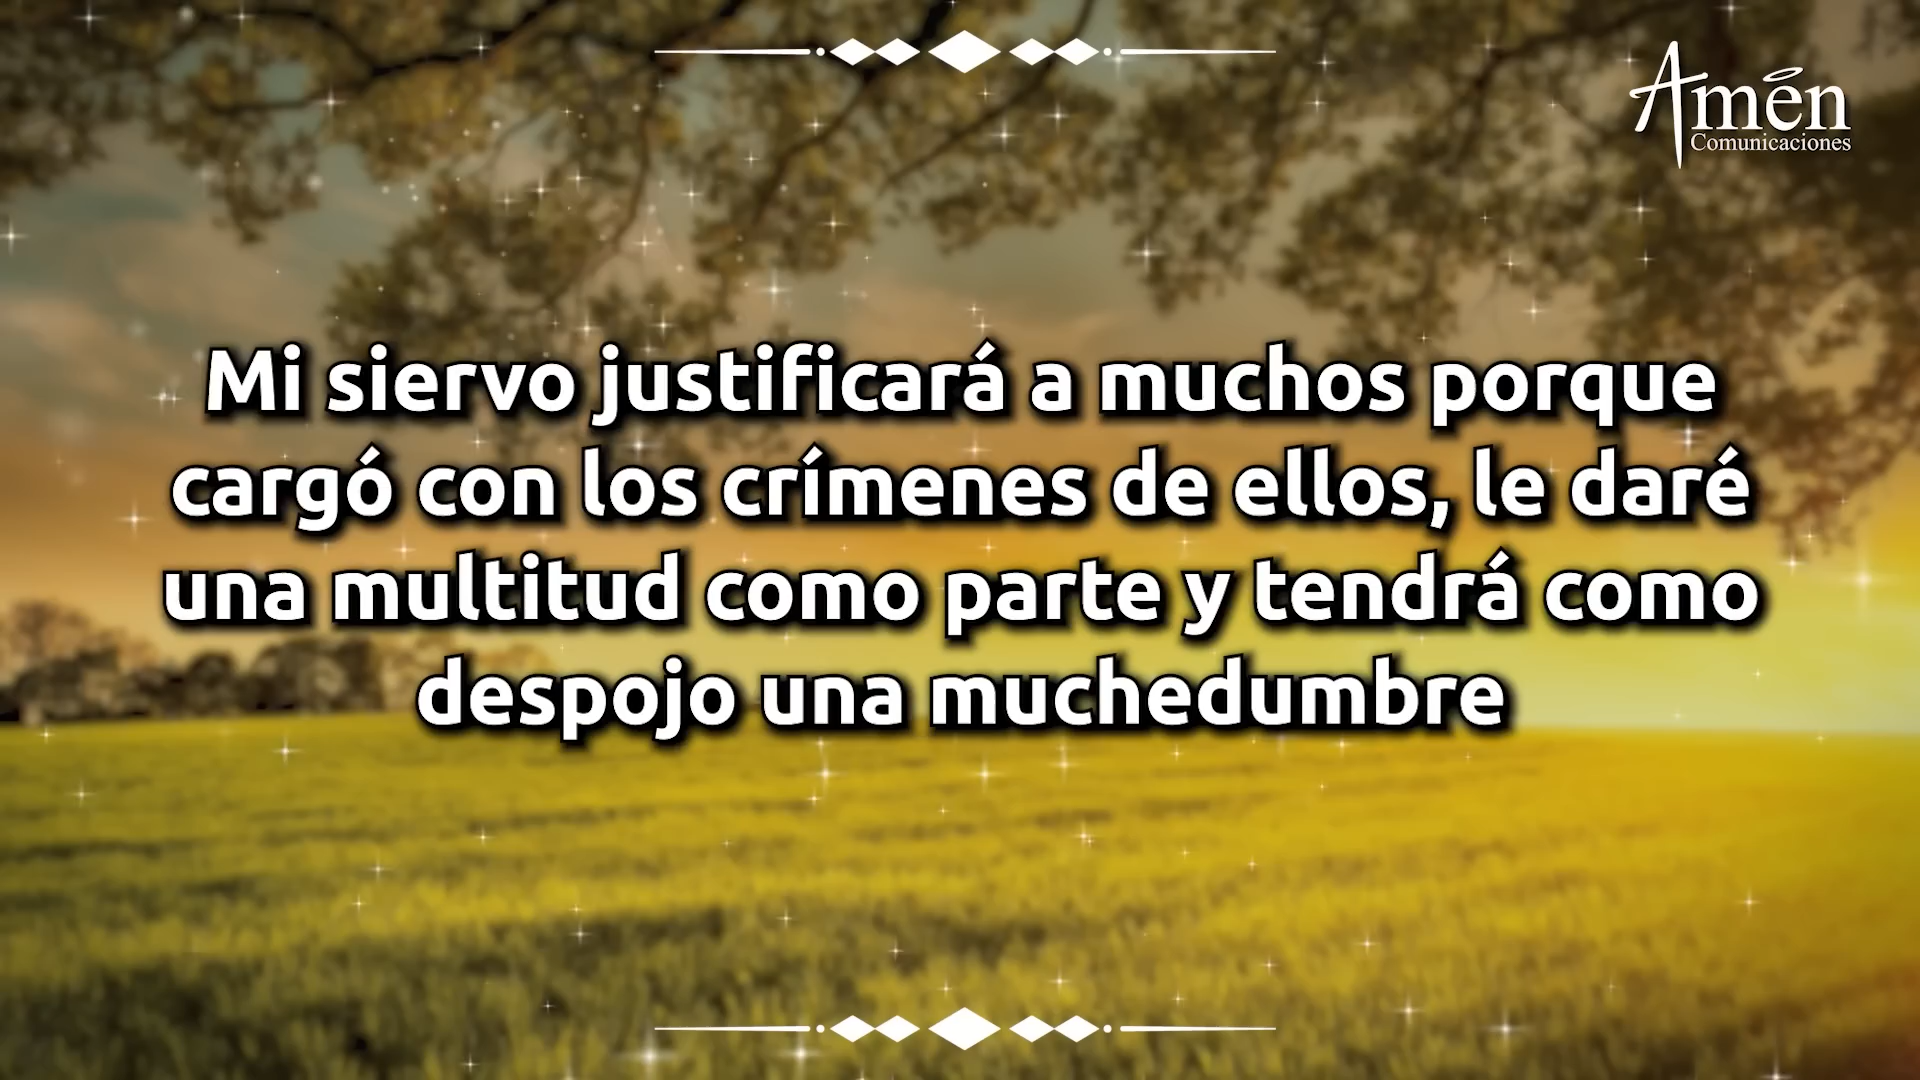 Amén
Comunicaciones
Mi siervo justificará a muchos porque
cargó con los crímenes de ellos, le daré
una multitud como parte y tendrá como
despojo una muchedumbre